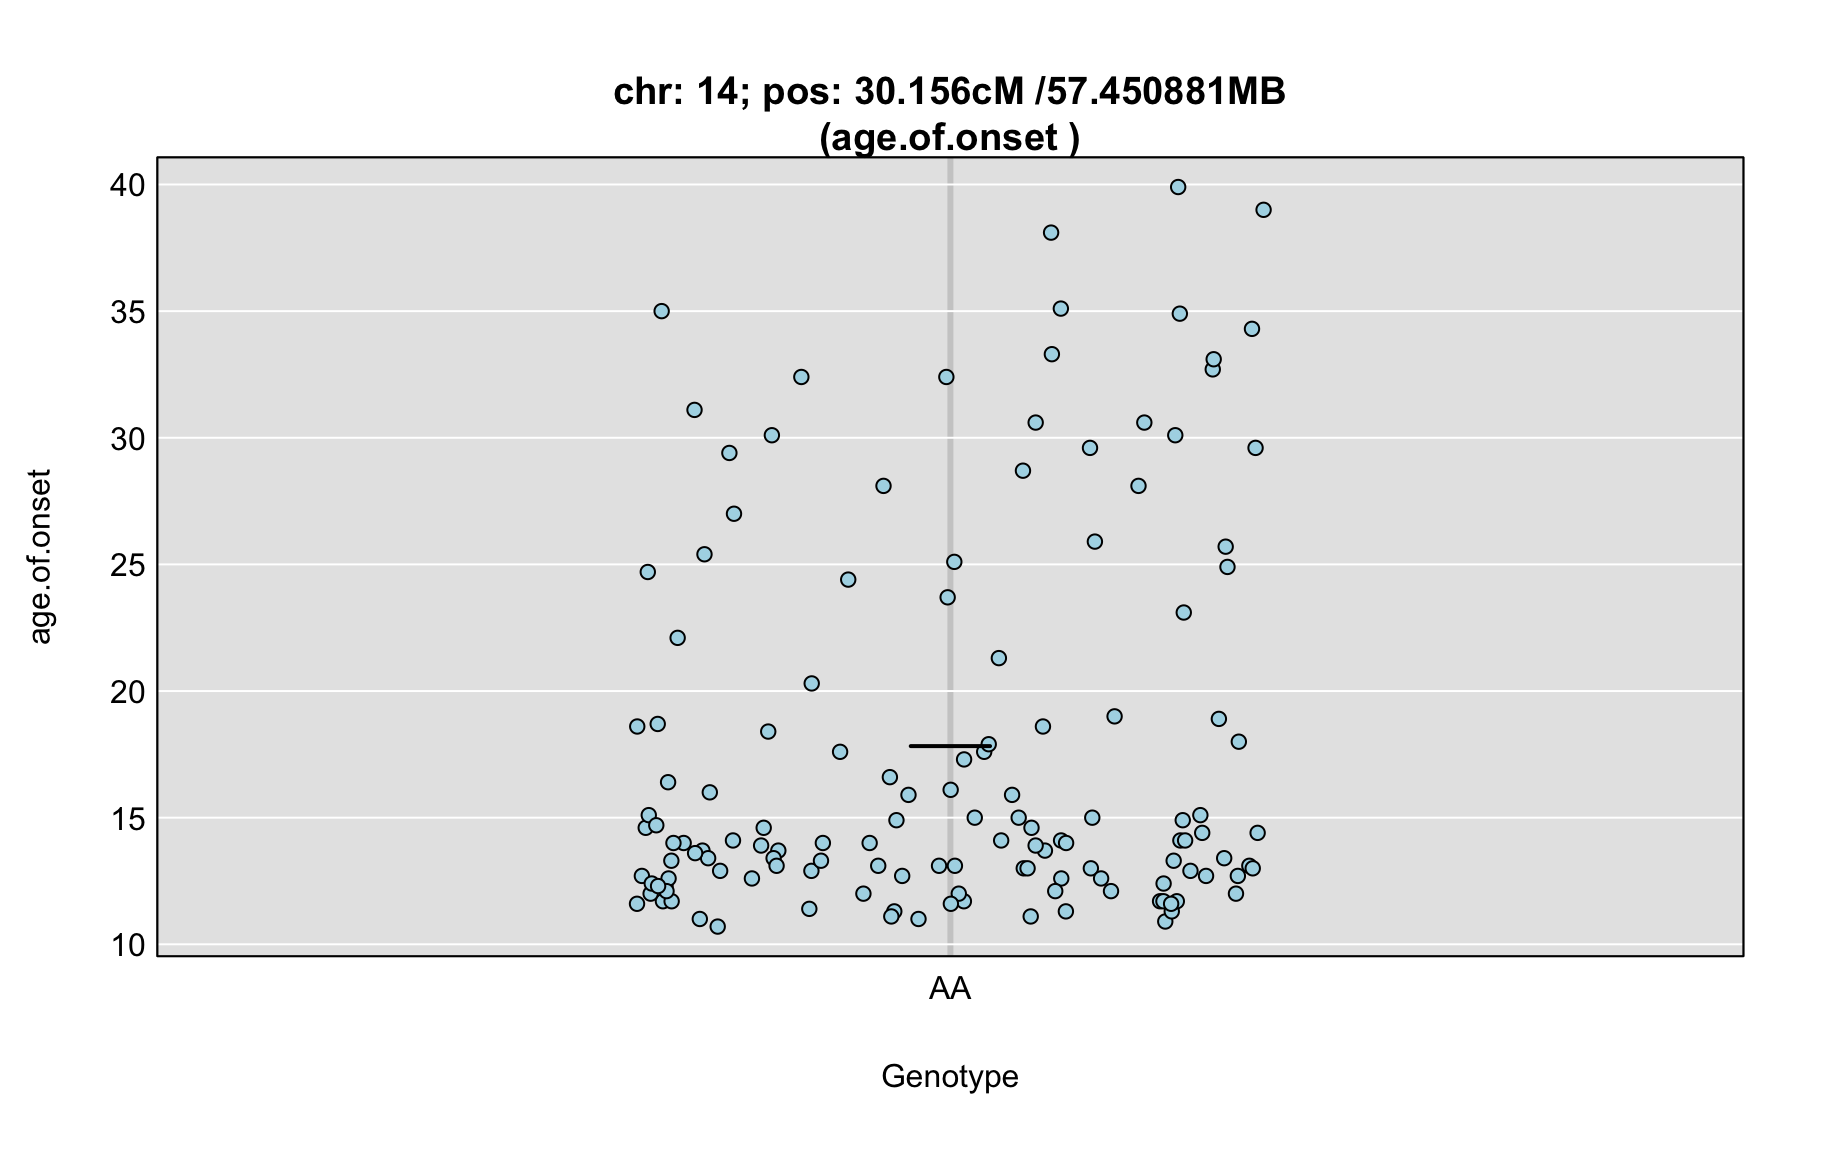 chr: 14; pos: 30.156cM /57.450881MB
(age.of.onset )
40
35
30
25
20
15
10
age.of.onset
AA
Genotype